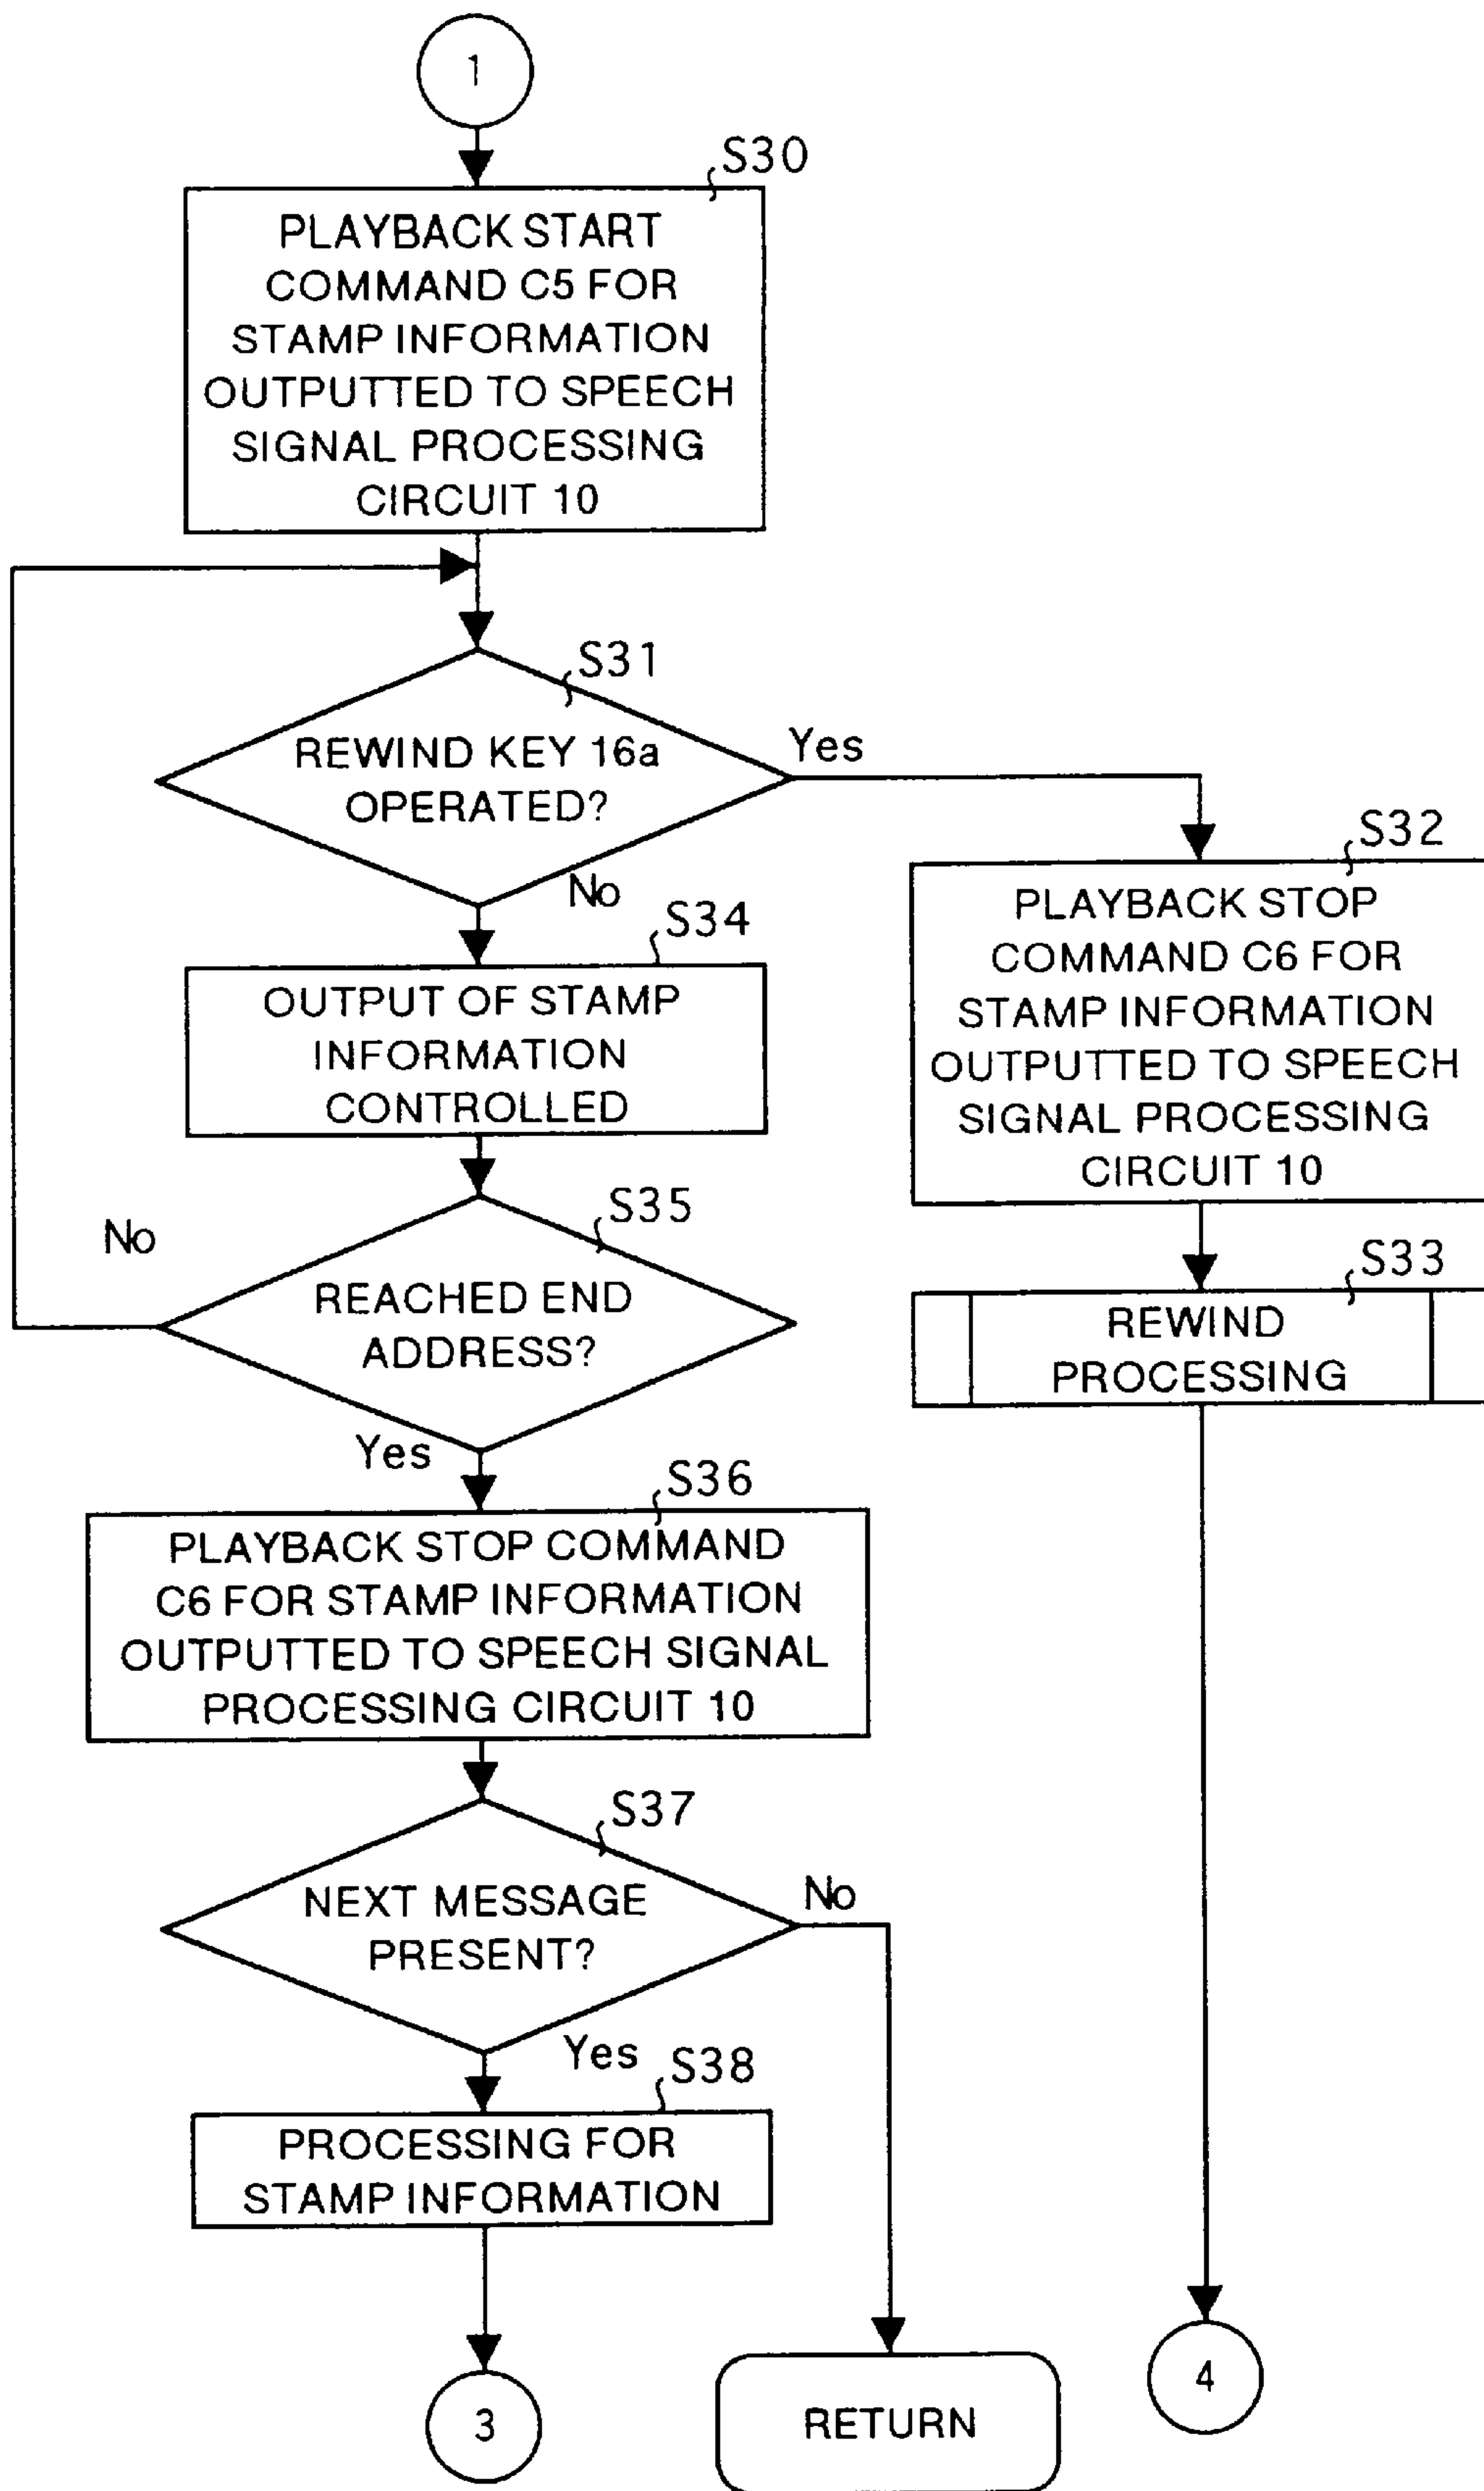 1
S30
PLAYBACK START
COMMAND C5 FOR
STAMP INFORMATION
OUTPUTTED TO SPEECH
SIGNAL PROCESSING
CIRCUIT 10
S31
REWIND KEY 16a
OPERATED?
Yes
No
S32
PLAYBACK STOP
COMMAND C6 FOR
STAMP INFORMATION
OUTPUTTED TO SPEECH
SIGNAL PROCESSING
CIRCUIT 10
S33
REWIND
PROCESSING
S34
OUTPUT OF STAMP
INFORMATION
CONTROLLED
S35
REACHED END
ADDRESS?
No
Yes
S36
PLAYBACK STOP COMMAND
C6 FOR STAMP INFORMATION
OUTPUTTED TO SPEECH SIGNAL
PROCESSING CIRCUIT 10
S37
NEXT MESSAGE
PRESENT?
No
Yes
S38
PROCESSING FOR
STAMP INFORMATION
3
RETURN
4